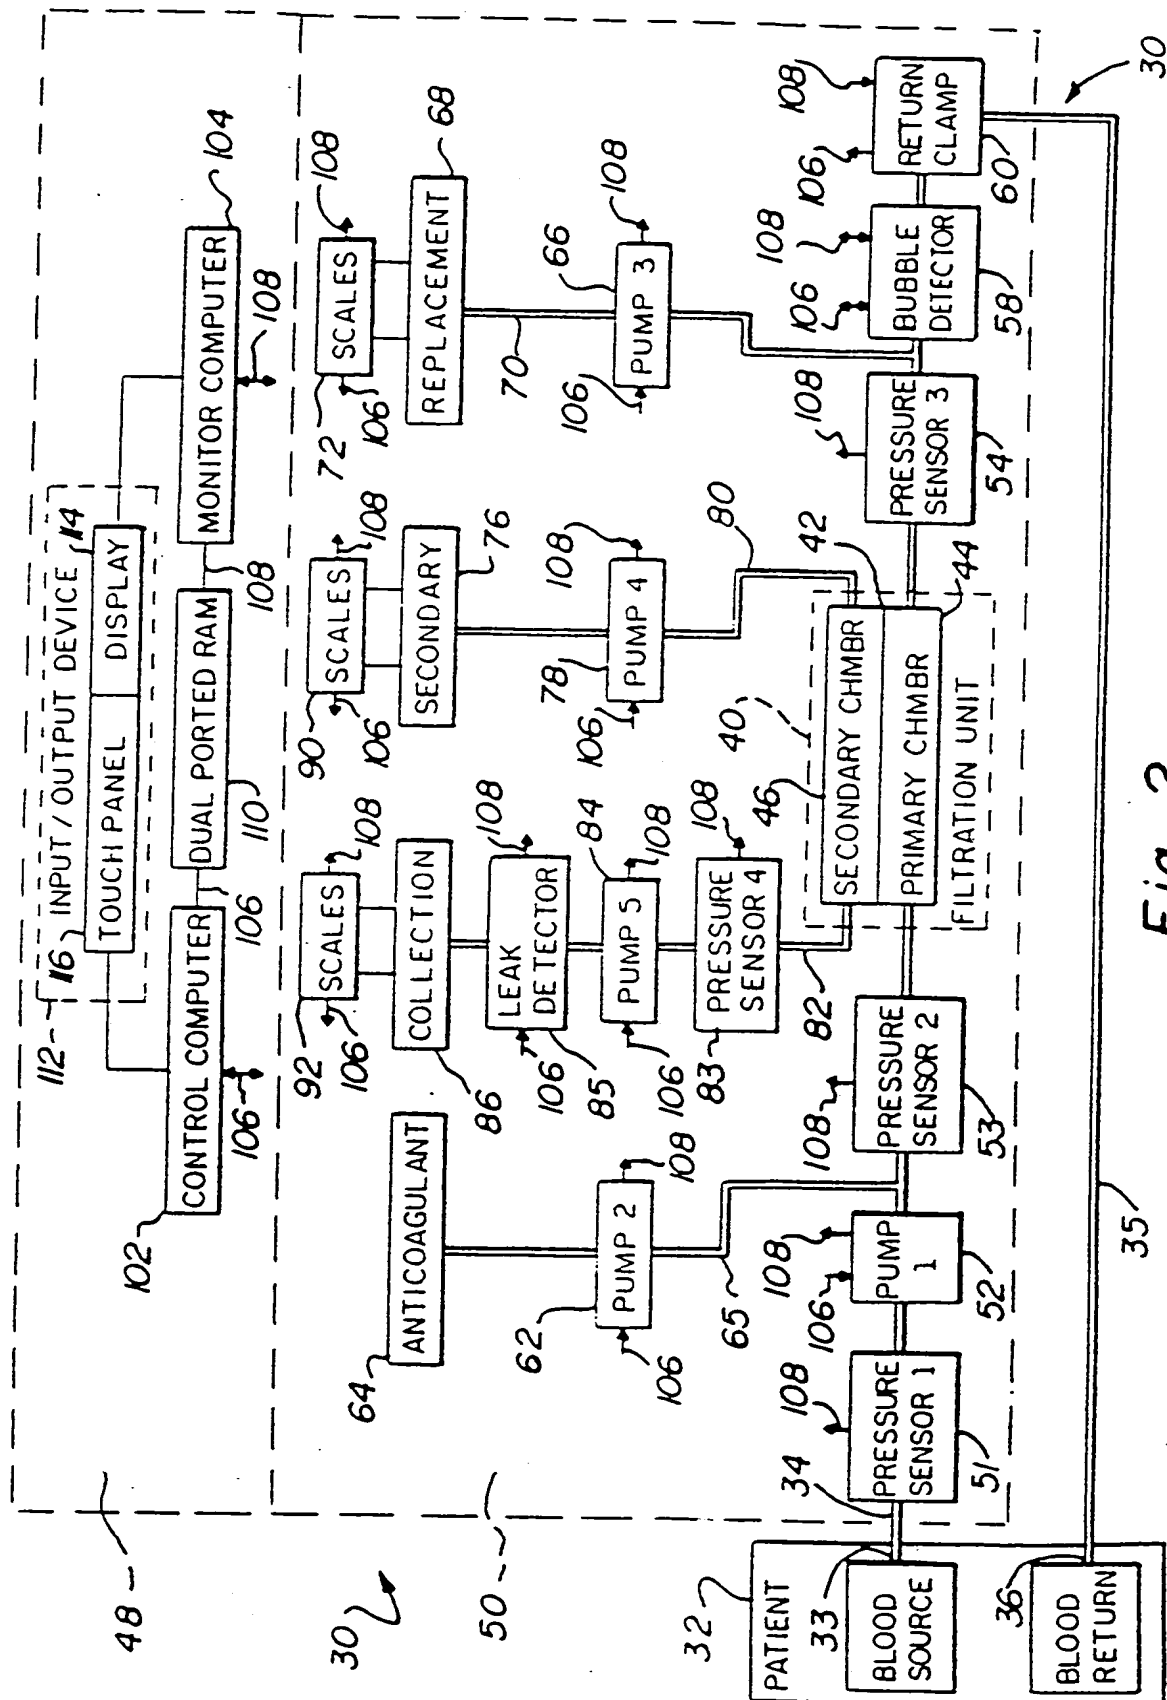 48
112
116
INPUT / OUTPUT DEVICE
114
TOUCH PANEL
DISPLAY
102
CONTROL COMPUTER
106
DUAL PORTED RAM
108
MONITOR COMPUTER
104
106
110
108
30
50
92
SCALES
108
106
90
SCALES
108
106
72
SCALES
108
106
64
ANTICOAGULANT
COLLECTION
86
SECONDARY
76
REPLACEMENT
68
106
LEAK
DETECTOR
108
85
70
62
PUMP 2
108
106
84
PUMP 5
108
106
78
PUMP 4
108
106
66
PUMP 3
108
106
65
83
PRESSURE
SENSOR 4
108
82
80
40
46
42
44
SECONDARY CHMBR
PRIMARY CHMBR
FILTRATION UNIT
32
PATIENT
33
34
BLOOD
SOURCE
108
PRESSURE
SENSOR 1
51
106
108
PUMP
1
52
108
PRESSURE
SENSOR 2
53
108
PRESSURE
SENSOR 3
54
106
108
BUBBLE
DETECTOR
58
106
108
RETURN
CLAMP
60
36
BLOOD
RETURN
35
30
Fig.